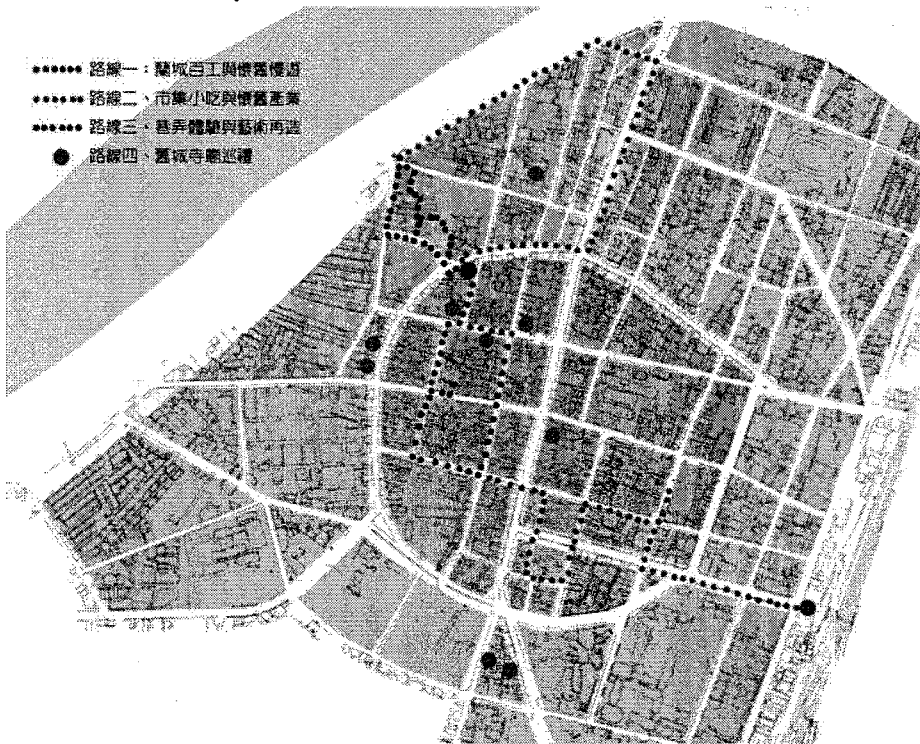 路線一：蘭城百工與懷舊慢遊
路線二、市集小吃與懷舊產業
路線三、巷弄體驗與藝術再造
路線四、舊城寺廟巡禮